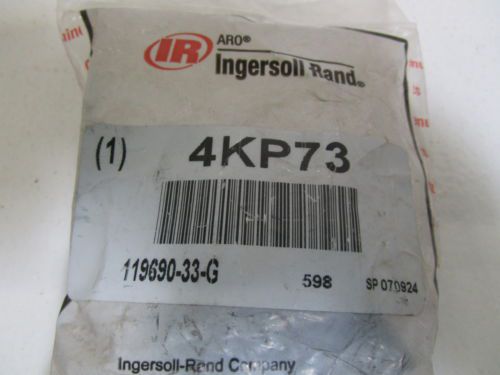 IR ARO®
Ingersoll-Rand®
(1) 4KP73
119690-33-G 598 SP 070924
Ingersoll-Rand Company